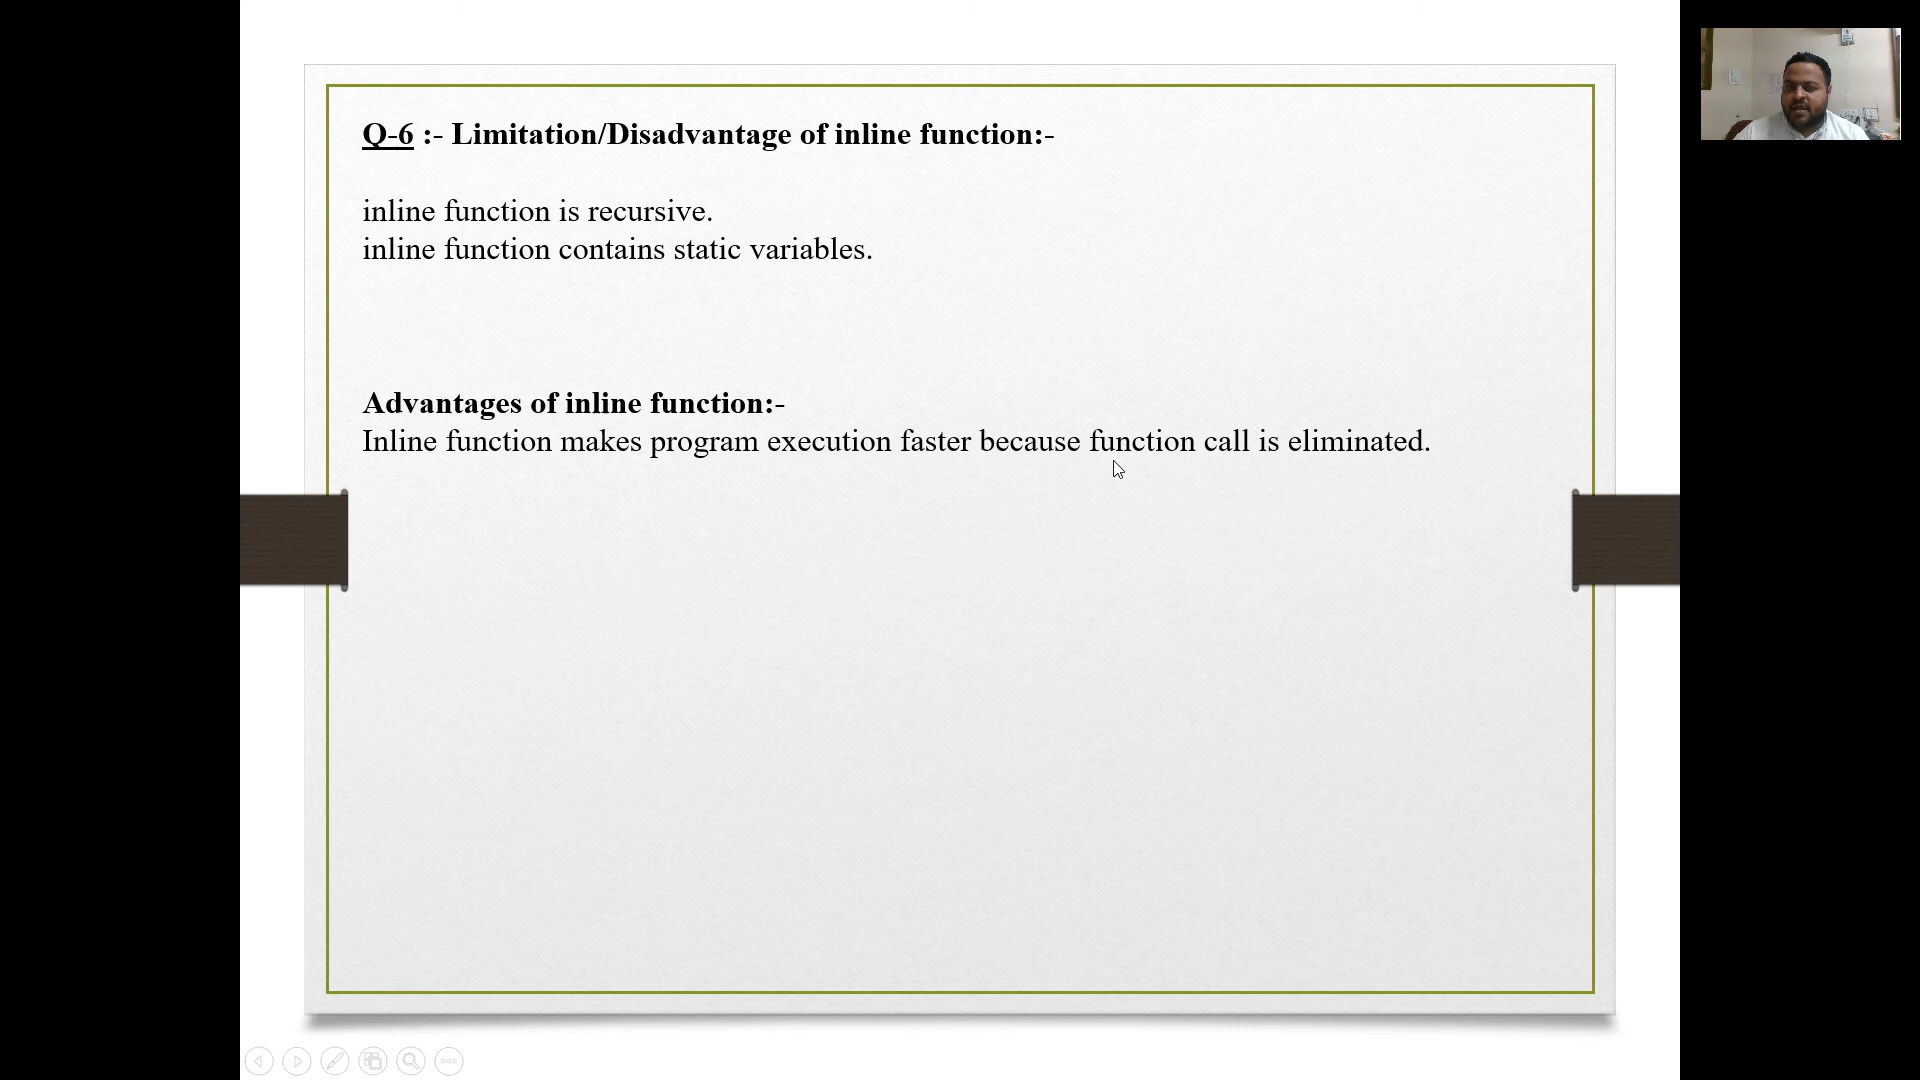 Q-6 :- Limitation/Disadvantage of inline function:-
inline function is recursive.
inline function contains static variables.
Advantages of inline function:-
Inline function makes program execution faster because function call is eliminated.